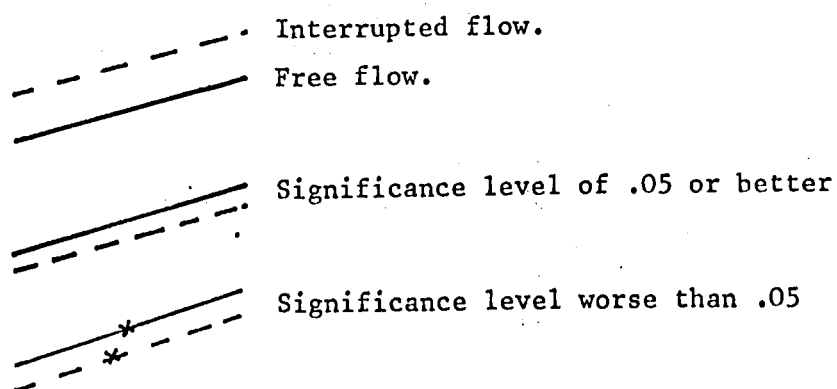 Interrupted flow.
Free flow.
Significance level of .05 or better
Significance level worse than .05